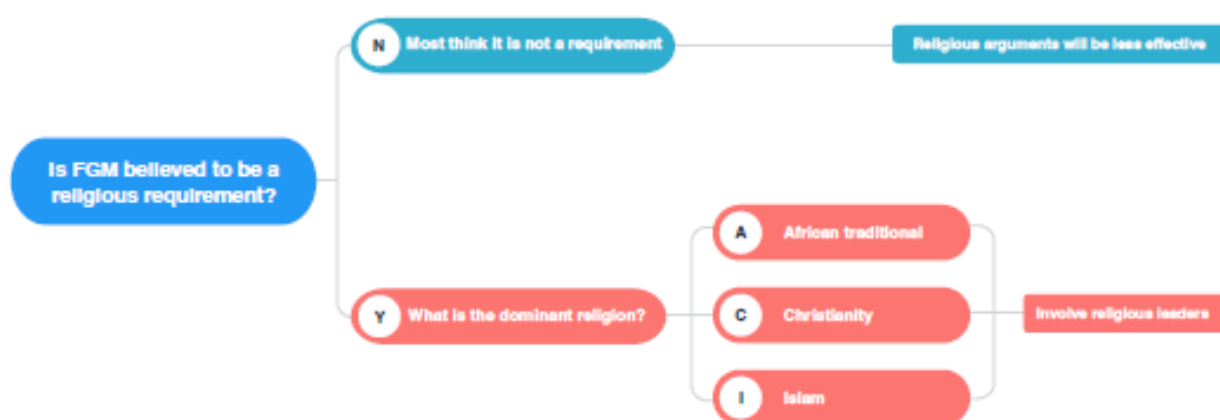 N Most think it is not a requirement
Religious arguments will be less effective
Is FGM believed to be a
religious requirement?
A African traditional
Y What is the dominant religion?
C Christianity
Involve religious leaders
I Islam